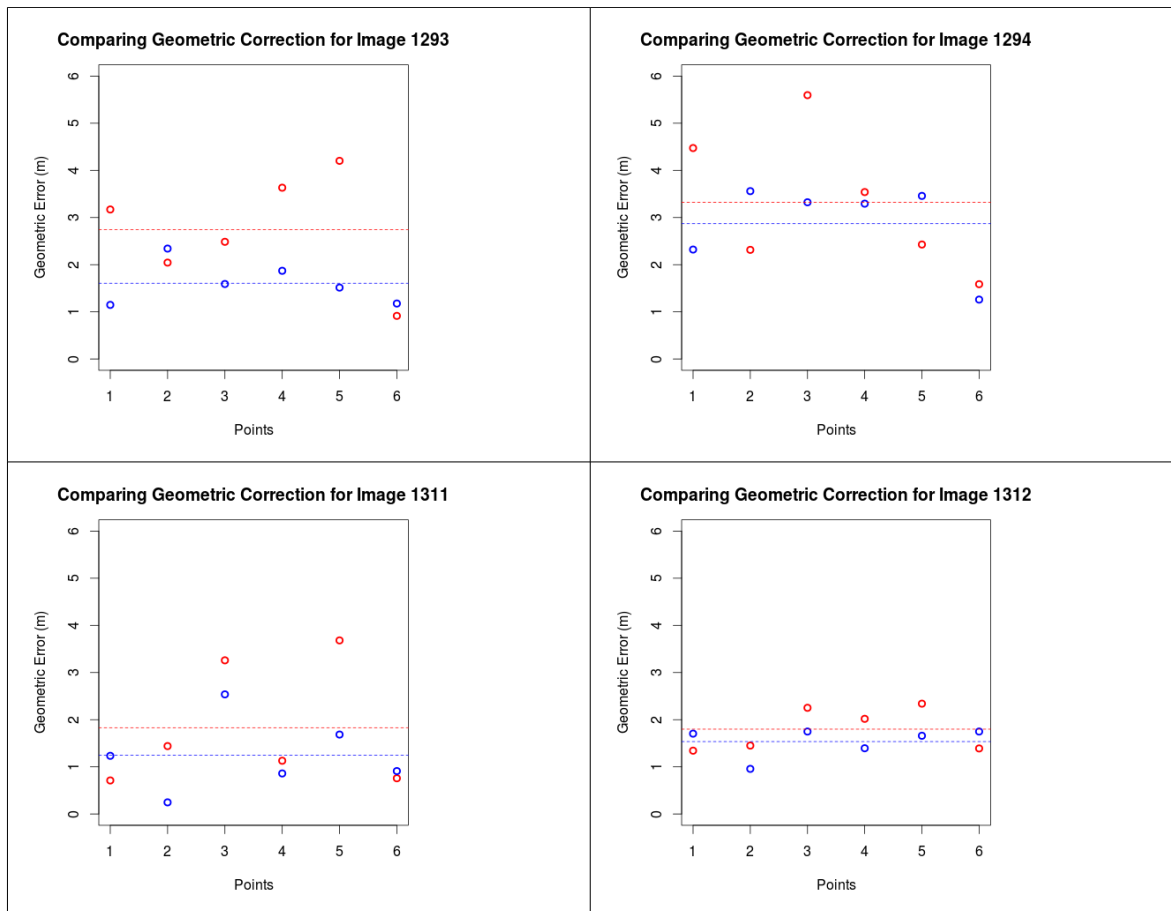 Comparing Geometric Correction for Image 1293
6
5
4
3
2
1
0
Geometric Error (m)
1 2 3 4 5 6
Points
Comparing Geometric Correction for Image 1294
6
5
4
3
2
1
0
Geometric Error (m)
1 2 3 4 5 6
Points
Comparing Geometric Correction for Image 1311
6
5
4
3
2
1
0
Geometric Error (m)
1 2 3 4 5 6
Points
Comparing Geometric Correction for Image 1312
6
5
4
3
2
1
0
Geometric Error (m)
1 2 3 4 5 6
Points